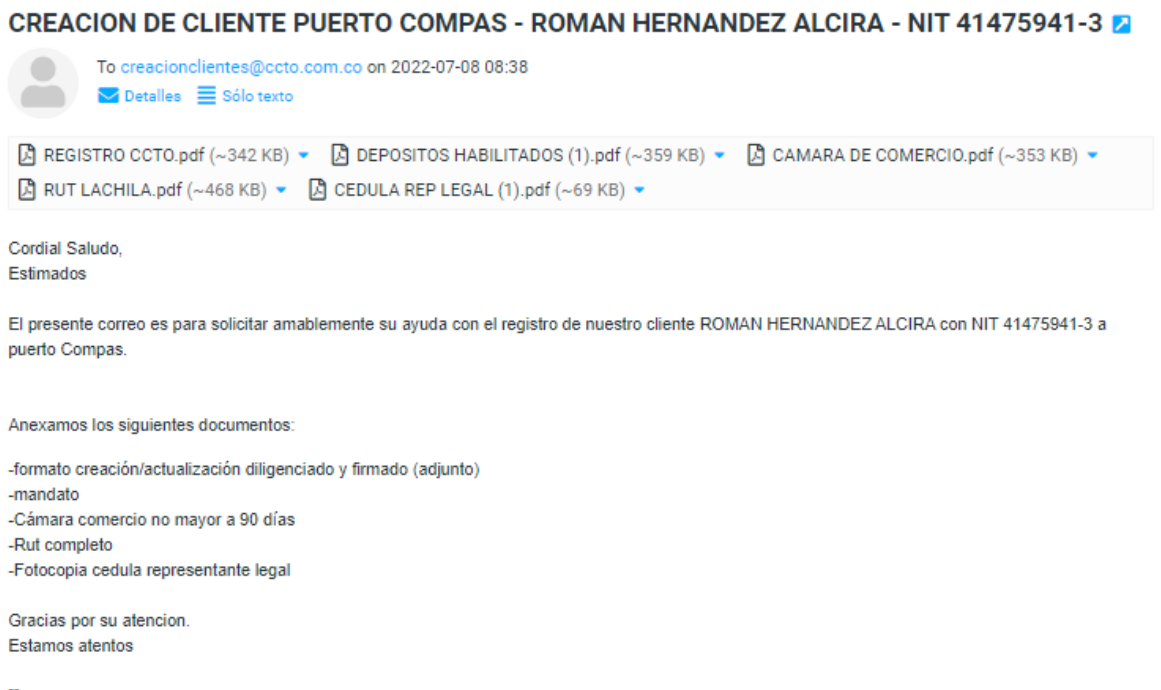 CREACION DE CLIENTE PUERTO COMPAS - ROMAN HERNANDEZ ALCIRA - NIT 41475941-3
To creacionclientes@ccto.com.co on 2022-07-08 08:38
Detalles Sólo texto
REGISTRO CCTO.pdf (~342 KB) DEPOSITOS HABILITADOS (1).pdf (~359 KB) CAMARA DE COMERCIO.pdf (~353 KB)
RUT LACHILA.pdf (~468 KB) CEDULA REP LEGAL (1).pdf (~69 KB)
Cordial Saludo,
Estimados
El presente correo es para solicitar amablemente su ayuda con el registro de nuestro cliente ROMAN HERNANDEZ ALCIRA con NIT 41475941-3 a
puerto Compas.
Anexamos los siguientes documentos:
-formato creación/actualización diligenciado y firmado (adjunto)
-mandato
-Cámara comercio no mayor a 90 días
-Rut completo
-Fotocopia cedula representante legal
Gracias por su atencion.
Estamos atentos